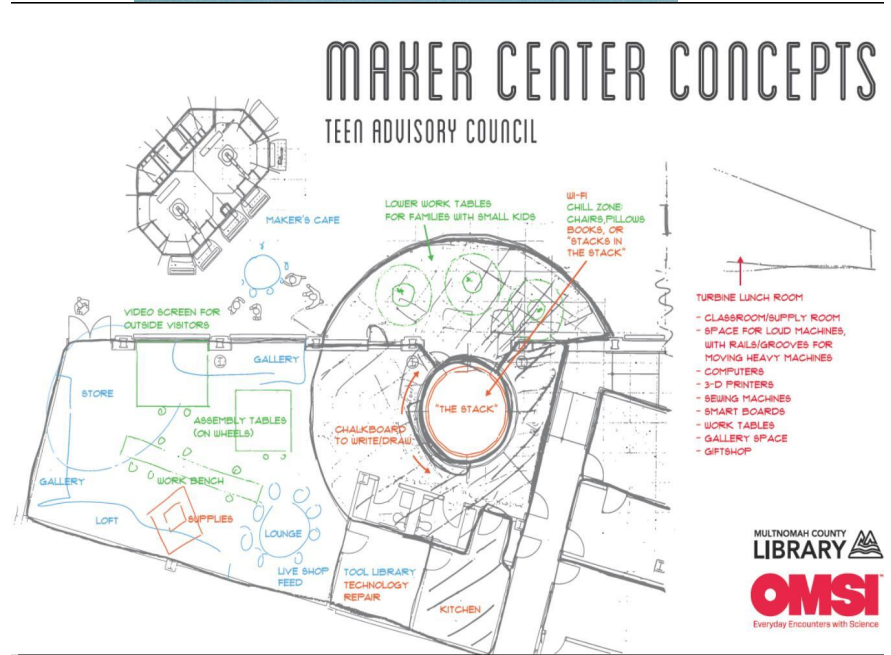 MAKER CENTER CONCEPTS
TEEN ADVISORY COUNCIL
MAKER'S CAFE
LOWER WORK TABLES
FOR FAMILIES WITH SMALL KIDS
WI-FI
CHILL ZONE:
CHAIRS, PILLOWS
BOOKS, OR
"STACKS IN
THE STACK"
VIDEO SCREEN FOR
OUTSIDE VISITORS
GALLERY
STORE
ASSEMBLY TABLES
(ON WHEELS)
"THE STACK"
CHALKBOARD
TO WRITE/DRAW
GALLERY
WORK BENCH
LOFT
SUPPLIES
LOUNGE
LIVE SHOP
FEED
TOOL LIBRARY
TECHNOLOGY
REPAIR
KITCHEN
TURBINE LUNCH ROOM
- CLASSROOM/SUPPLY ROOM
- SPACE FOR LOUD MACHINES,
WITH RAILS/GROOVES FOR
MOVING HEAVY MACHINES
- COMPUTERS
- 3-D PRINTERS
- SEWING MACHINES
- SMART BOARDS
- WORK TABLES
- GALLERY SPACE
- GIFTSHOP
MULTNOMAH COUNTY
LIBRARY
OMSI
Everyday Encounters with Science